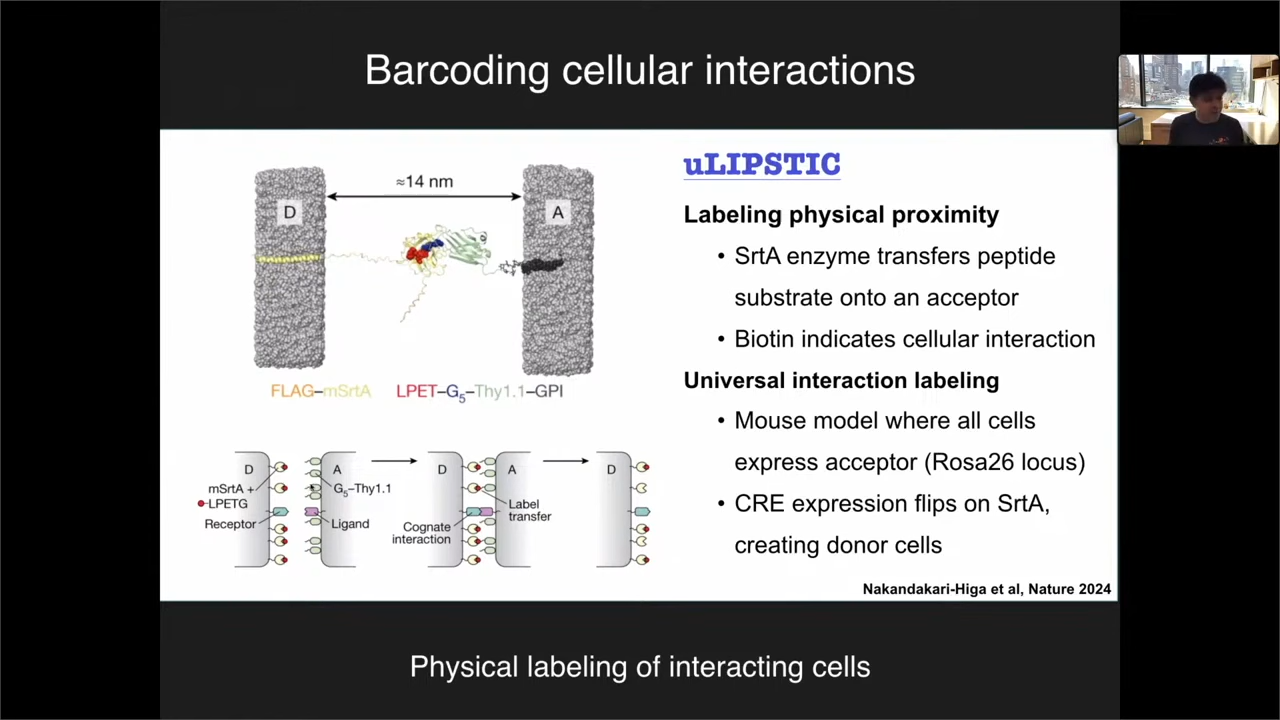 Barcoding cellular interactions
≈14 nm
D
A
FLAG–mSrtA
LPET–G5–Thy1.1–GPI
D
A
D
A
D
mSrtA +
LPETG
G5–Thy1.1
Receptor
Ligand
Cognate
interaction
Label
transfer
uLIPSTIC
Labeling physical proximity
• SrtA enzyme transfers peptide
substrate onto an acceptor
• Biotin indicates cellular interaction
Universal interaction labeling
• Mouse model where all cells
express acceptor (Rosa26 locus)
• CRE expression flips on SrtA,
creating donor cells
Nakandakari-Higa et al, Nature 2024
Physical labeling of interacting cells